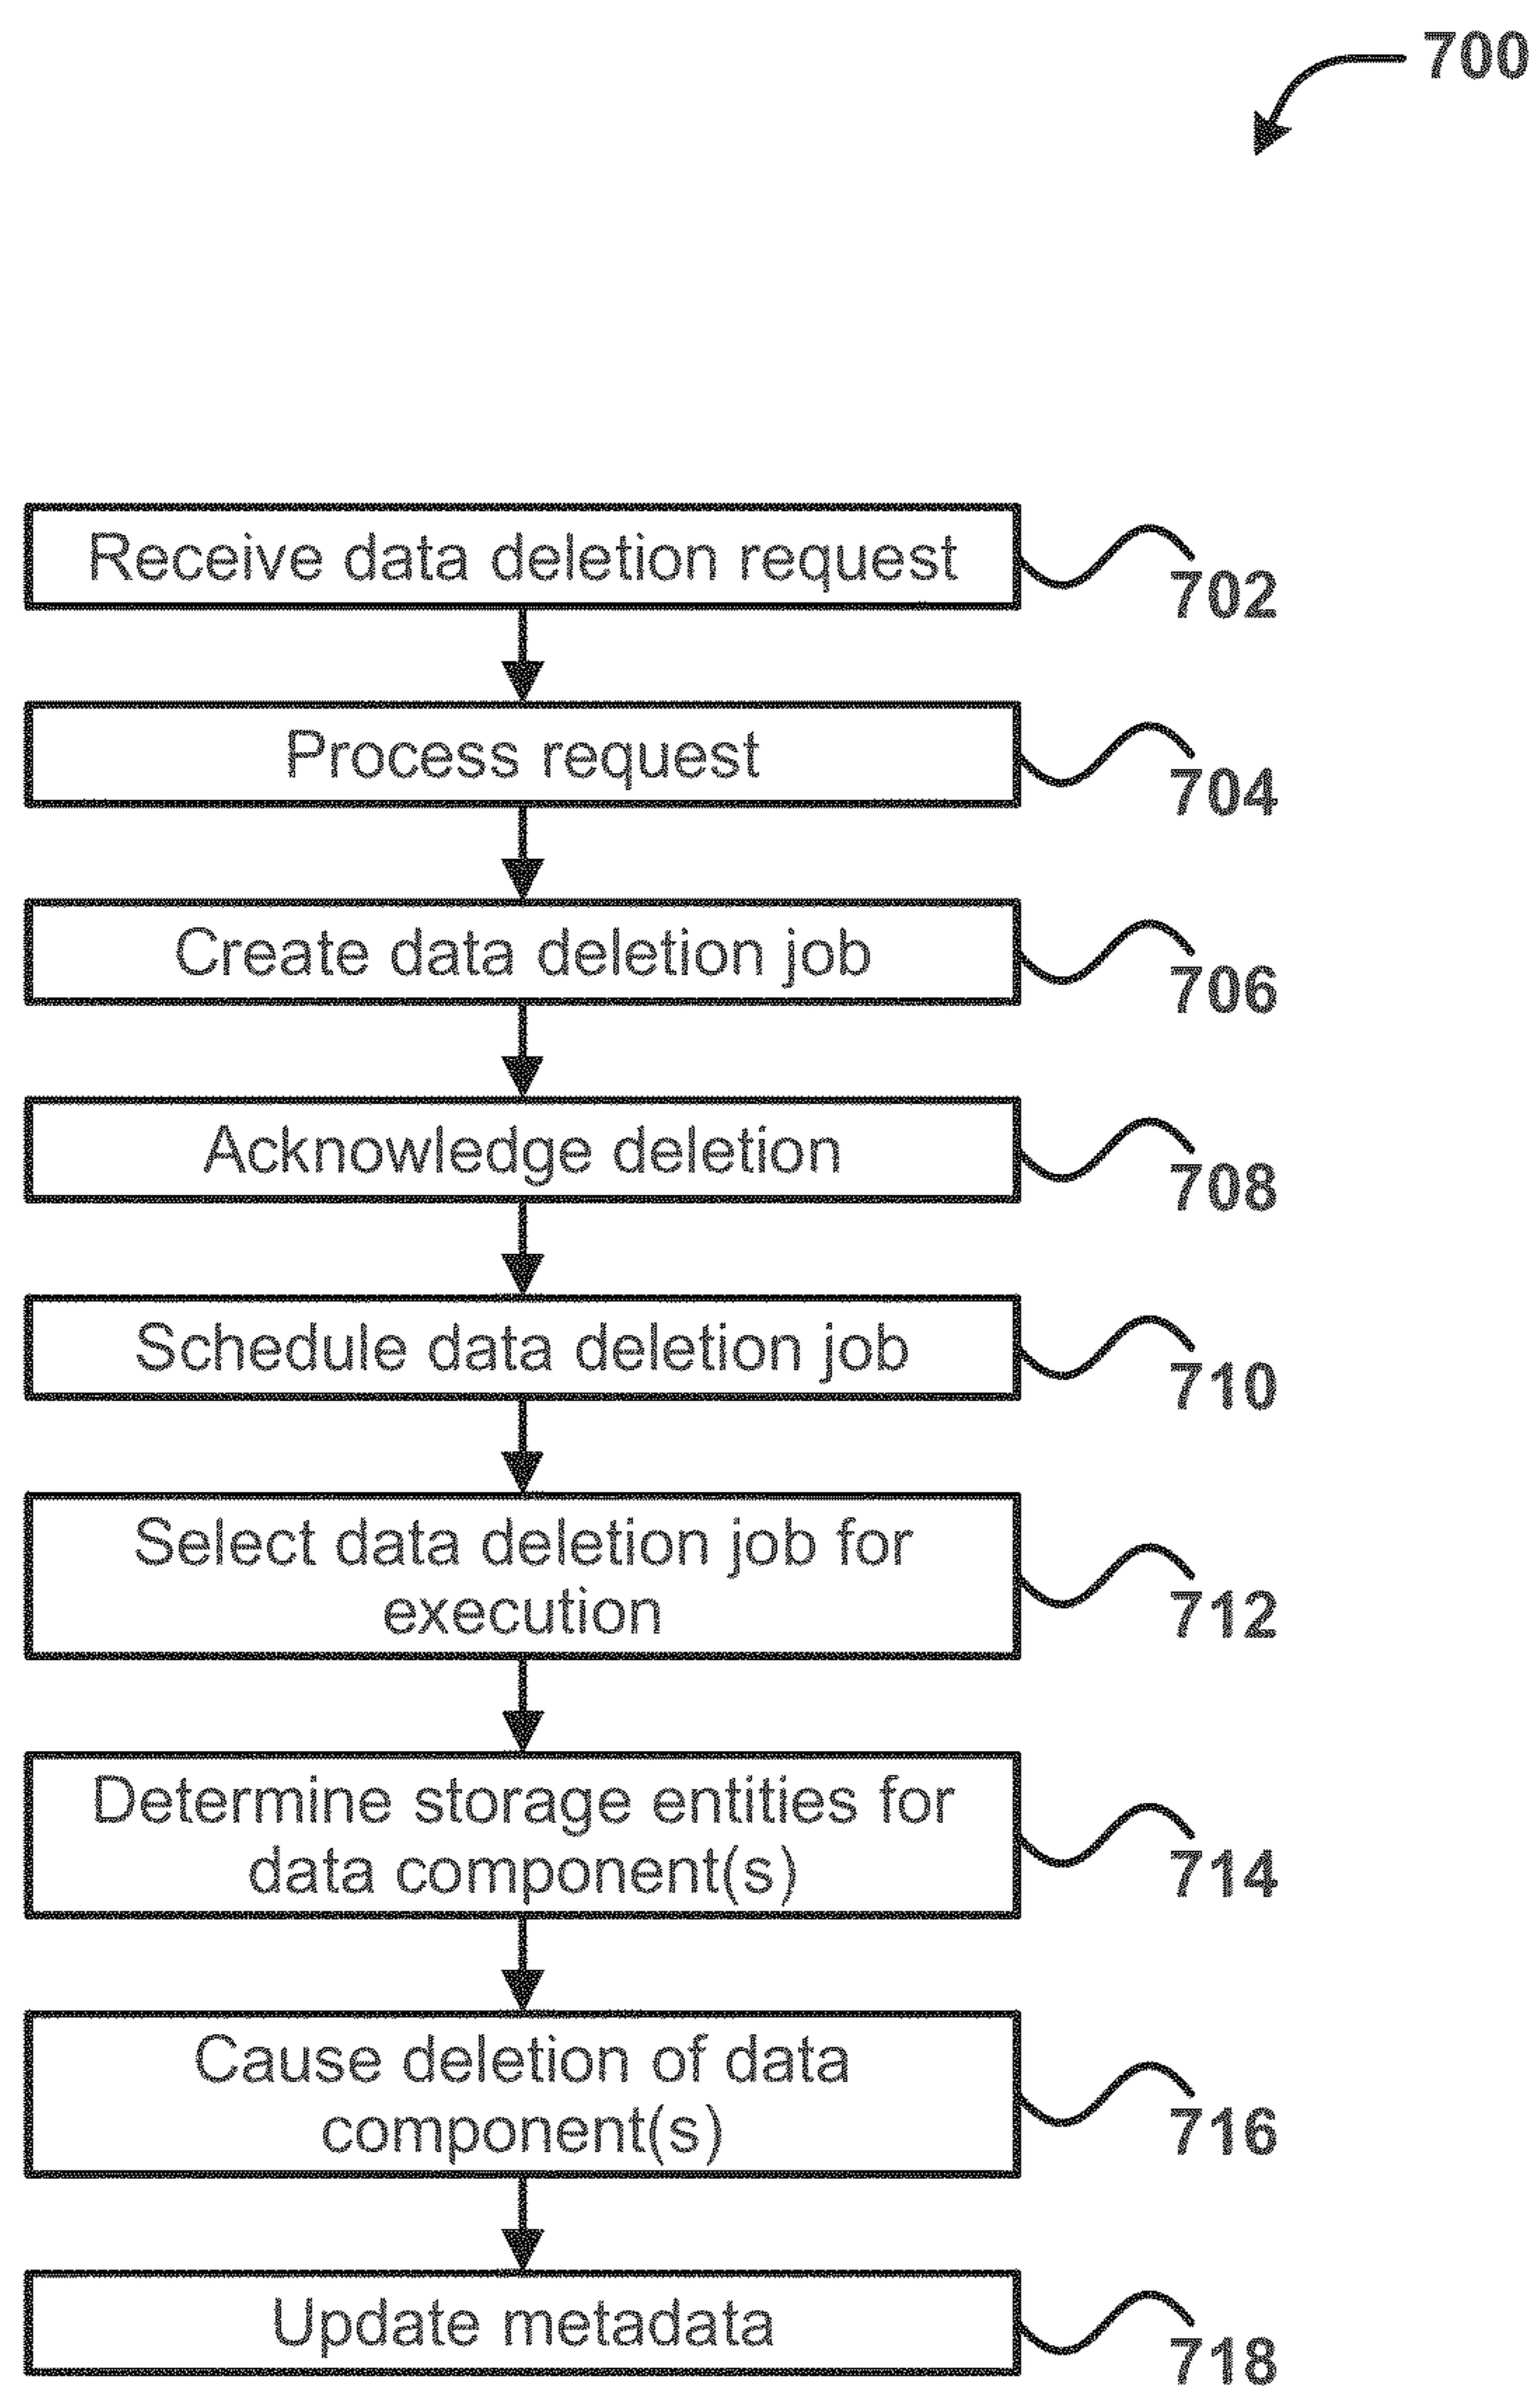 700
Receive data deletion request
702
Process request
704
Create data deletion job
706
Acknowledge deletion
708
Schedule data deletion job
710
Select data deletion job for
execution
712
Determine storage entities for
data component(s)
714
Cause deletion of data
component(s)
716
Update metadata
718